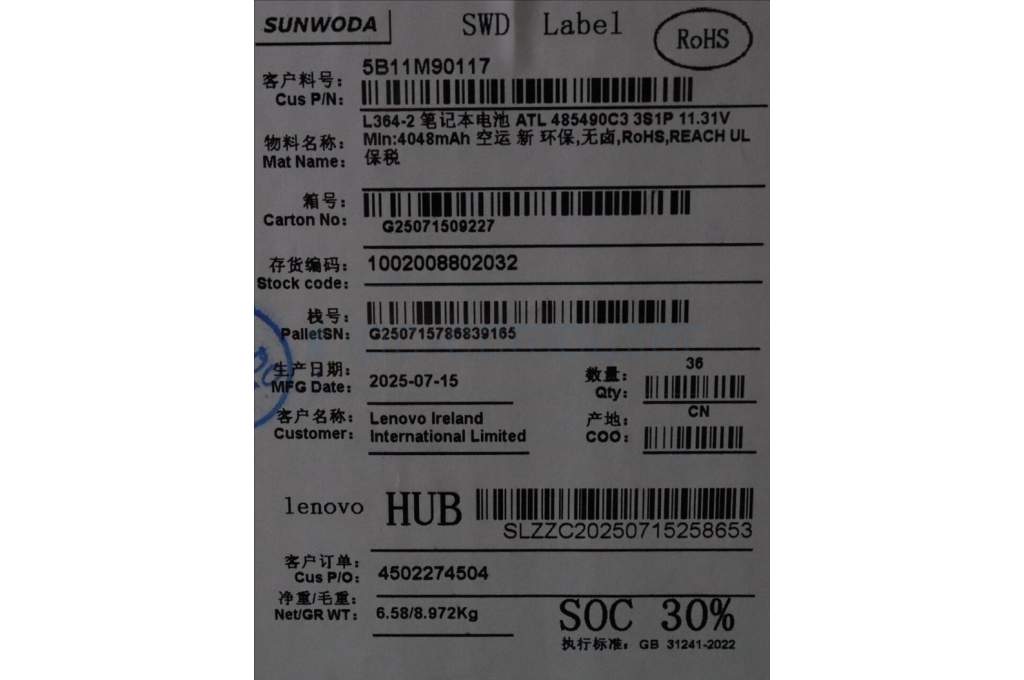 SUNWODA SWD Label RoHS
客户料号: 5B11M90117
Cus P/N:
物料名称: L364-2 笔记本电池 ATL 485490C3 3S1P 11.31V
Min:4048mAh 空运 新 环保,无卤,RoHS,REACH UL
Mat Name: 保税
箱号:
Carton No: G25071509227
存货编码: 1002008802032
Stock code:
栈号:
PalletSN: G250715786839165
生产日期: 2025-07-15
MFG Date:
数量: 36
Qty:
客户名称: Lenovo Ireland
Customer: International Limited
产地: CN
COO:
lenovo HUB
SLZZC20250715258653
客户订单: 4502274504
Cus P/O:
净重/毛重: 6.58/8.972Kg
Net/GR WT:
SOC 30%
执行标准: GB 31241-2022